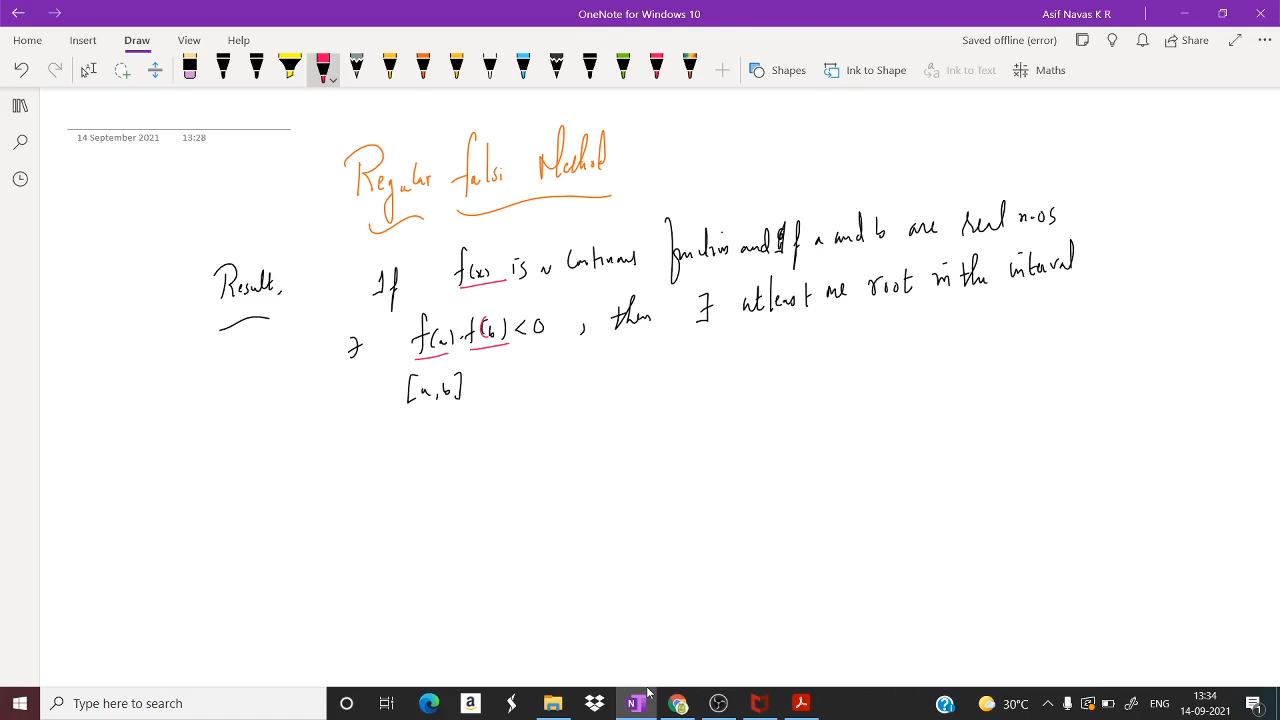 OneNote for Windows 10
Asif Navas K R
Home Insert Draw View Help
Saved offline (error)
Share
Shapes
Ink to Shape
Ink to Text
Maths
14 September 2021 13:28
Regular falsi Method
Result, If f(x) is a continuous function and If a and b are real n-os
∋ f(a).f(b) < 0 , then ∃ atleast one root in the interval
[a,b]
Type here to search
30°C
ENG
13:34
14-09-2021
1